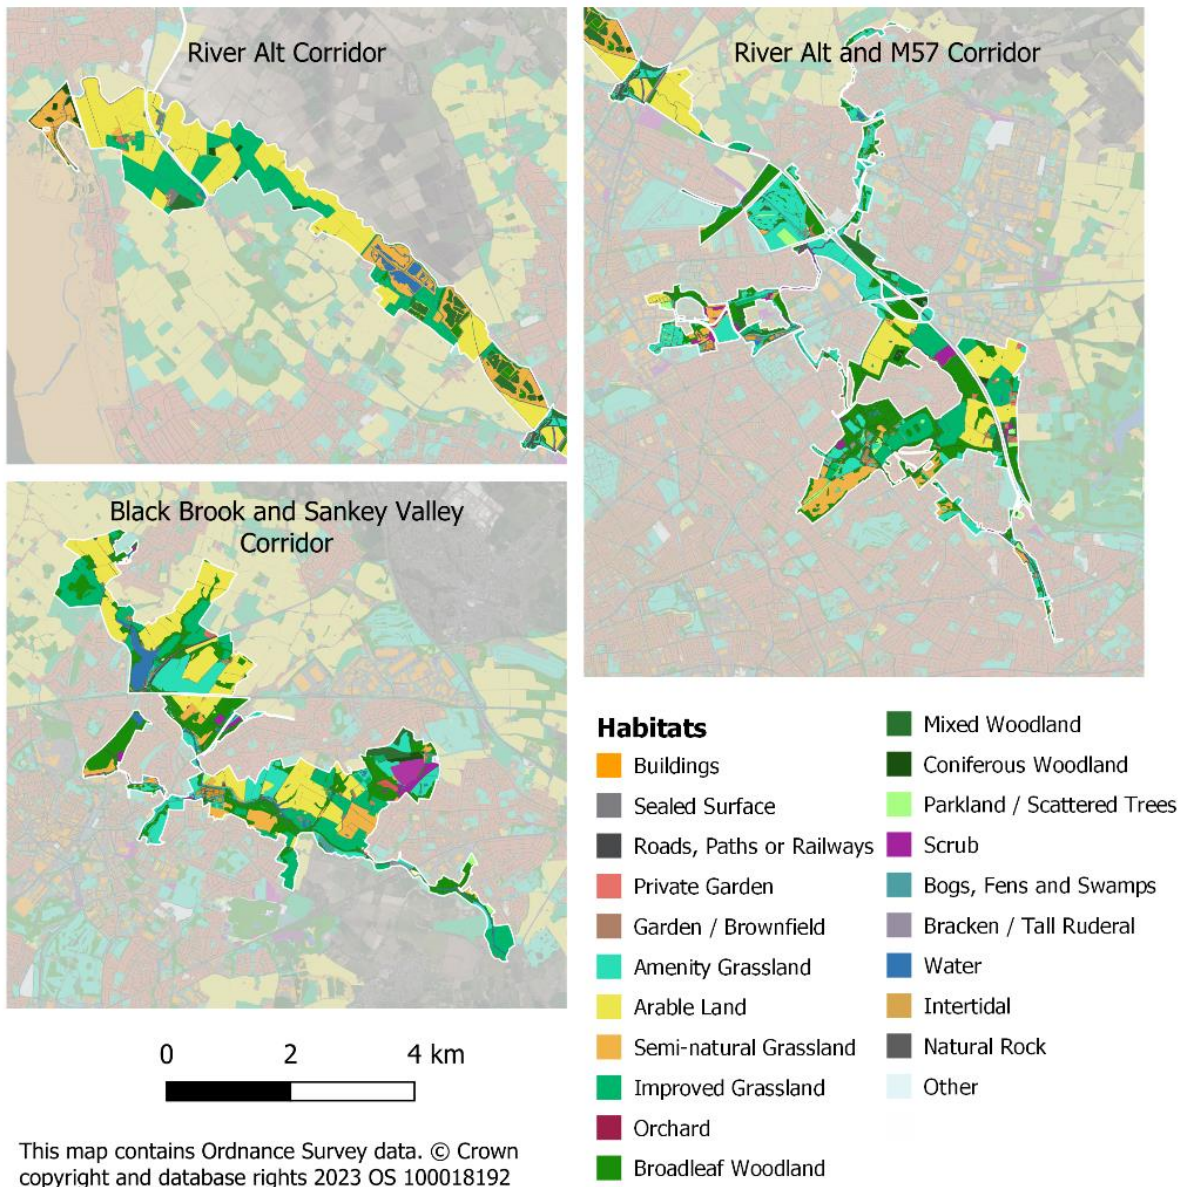 River Alt Corridor
River Alt and M57 Corridor
Black Brook and Sankey Valley
Corridor
Habitats
Buildings
Sealed Surface
Roads, Paths or Railways
Private Garden
Garden / Brownfield
Amenity Grassland
Arable Land
Semi-natural Grassland
Improved Grassland
Orchard
Broadleaf Woodland
Mixed Woodland
Coniferous Woodland
Parkland / Scattered Trees
Scrub
Bogs, Fens and Swamps
Bracken / Tall Ruderal
Water
Intertidal
Natural Rock
Other
0 2 4 km
This map contains Ordnance Survey data. © Crown
copyright and database rights 2023 OS 100018192